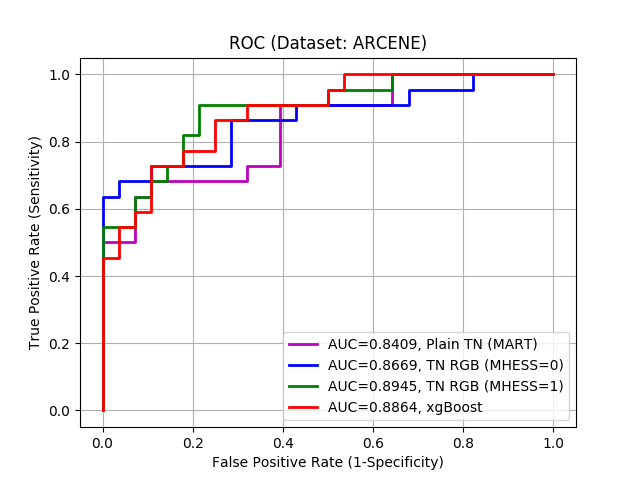 ROC (Dataset: ARCENE)
True Positive Rate (Sensitivity)
1.0
0.8
0.6
0.4
0.2
0.0
AUC=0.8409, Plain TN (MART)
AUC=0.8669, TN RGB (MHESS=0)
AUC=0.8945, TN RGB (MHESS=1)
AUC=0.8864, xgBoost
0.0 0.2 0.4 0.6 0.8 1.0
False Positive Rate (1-Specificity)